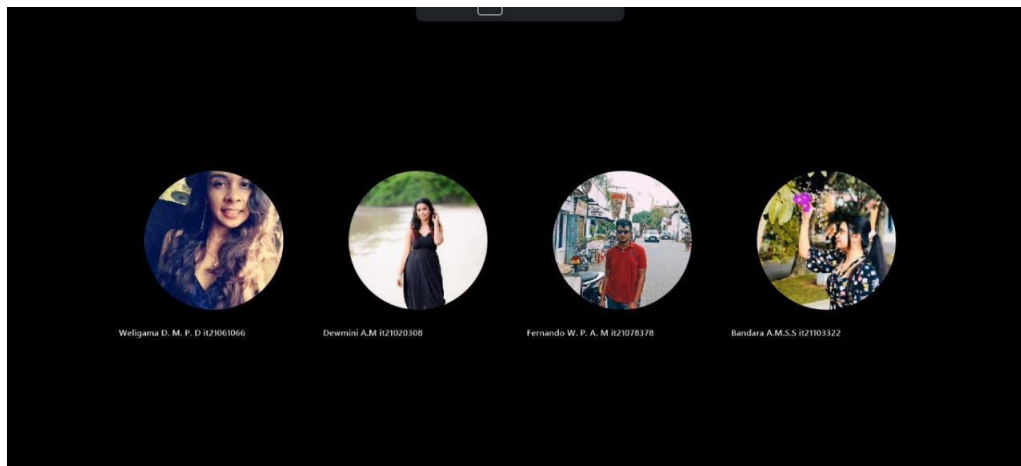 Weligama D. M. P. D it21061066
Dewmini A.M it21020308
Fernando W. P. A. M it21078378
Bandara A.M.S.S it21103322